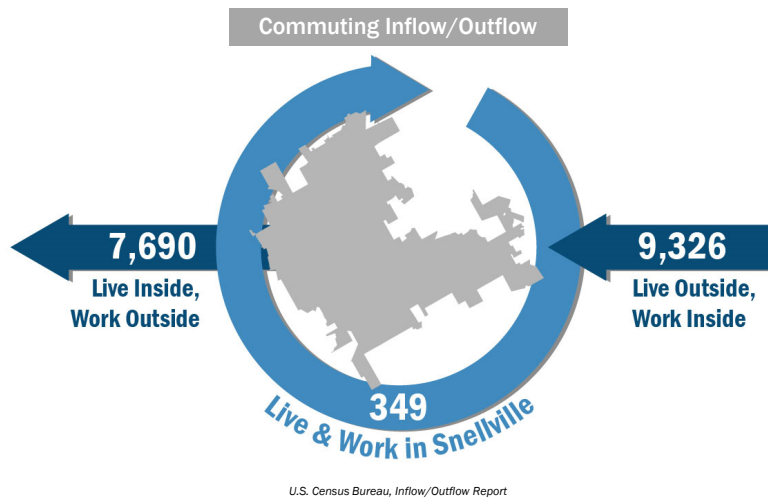 Commuting Inflow/Outflow
7,690
Live Inside,
Work Outside
9,326
Live Outside,
Work Inside
349
Live & Work in Snellville
U.S. Census Bureau, Inflow/Outflow Report